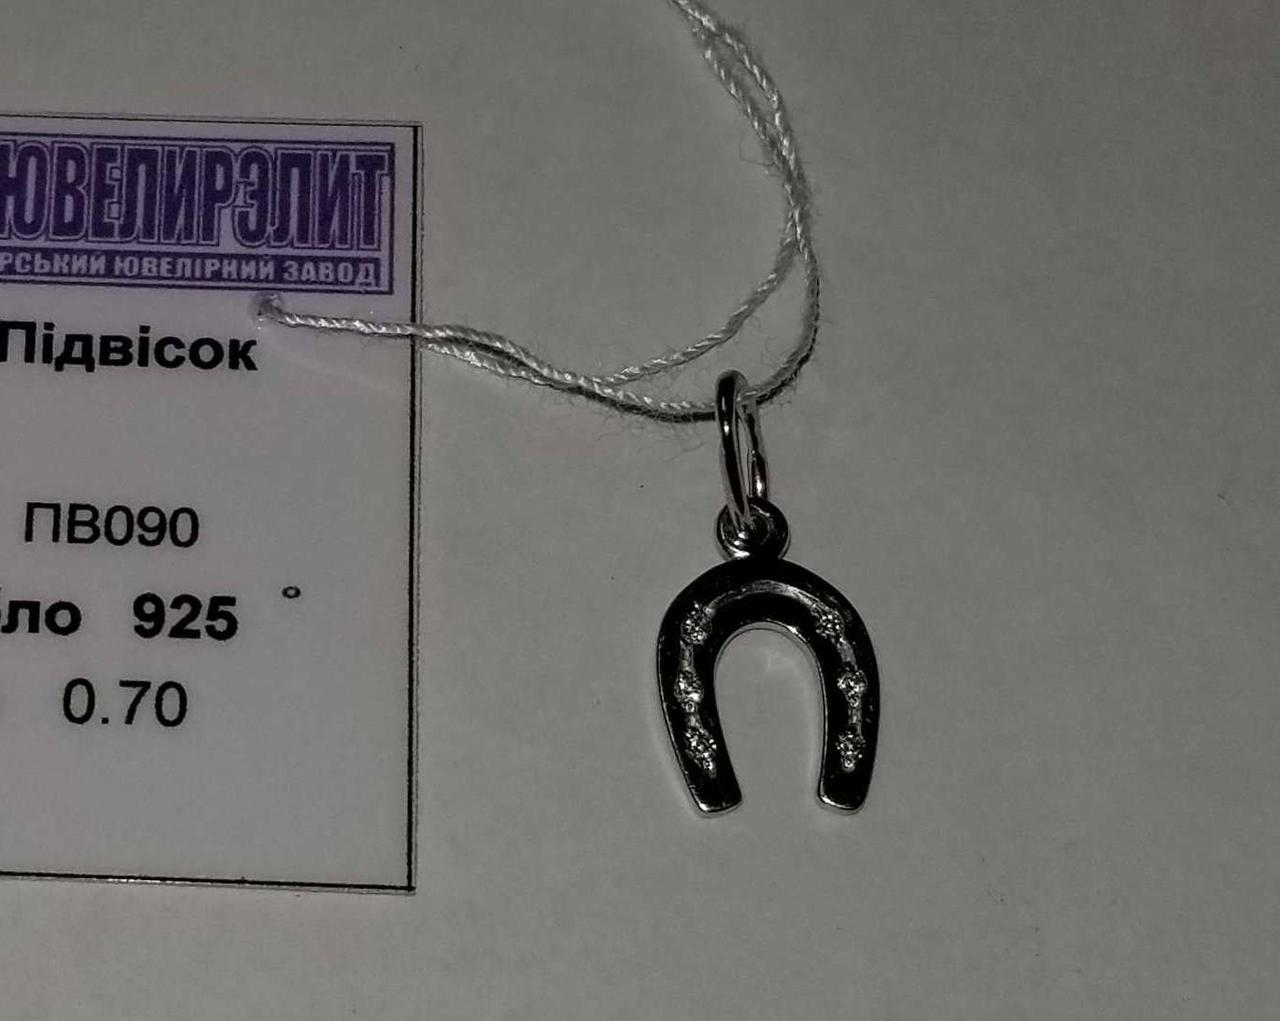 ЮВЕЛИРЭЛИТ
РСЬКИЙ ЮВЕЛІРНИЙ ЗАВОД
Підвісок
ПВ090
ло 925°
0.70